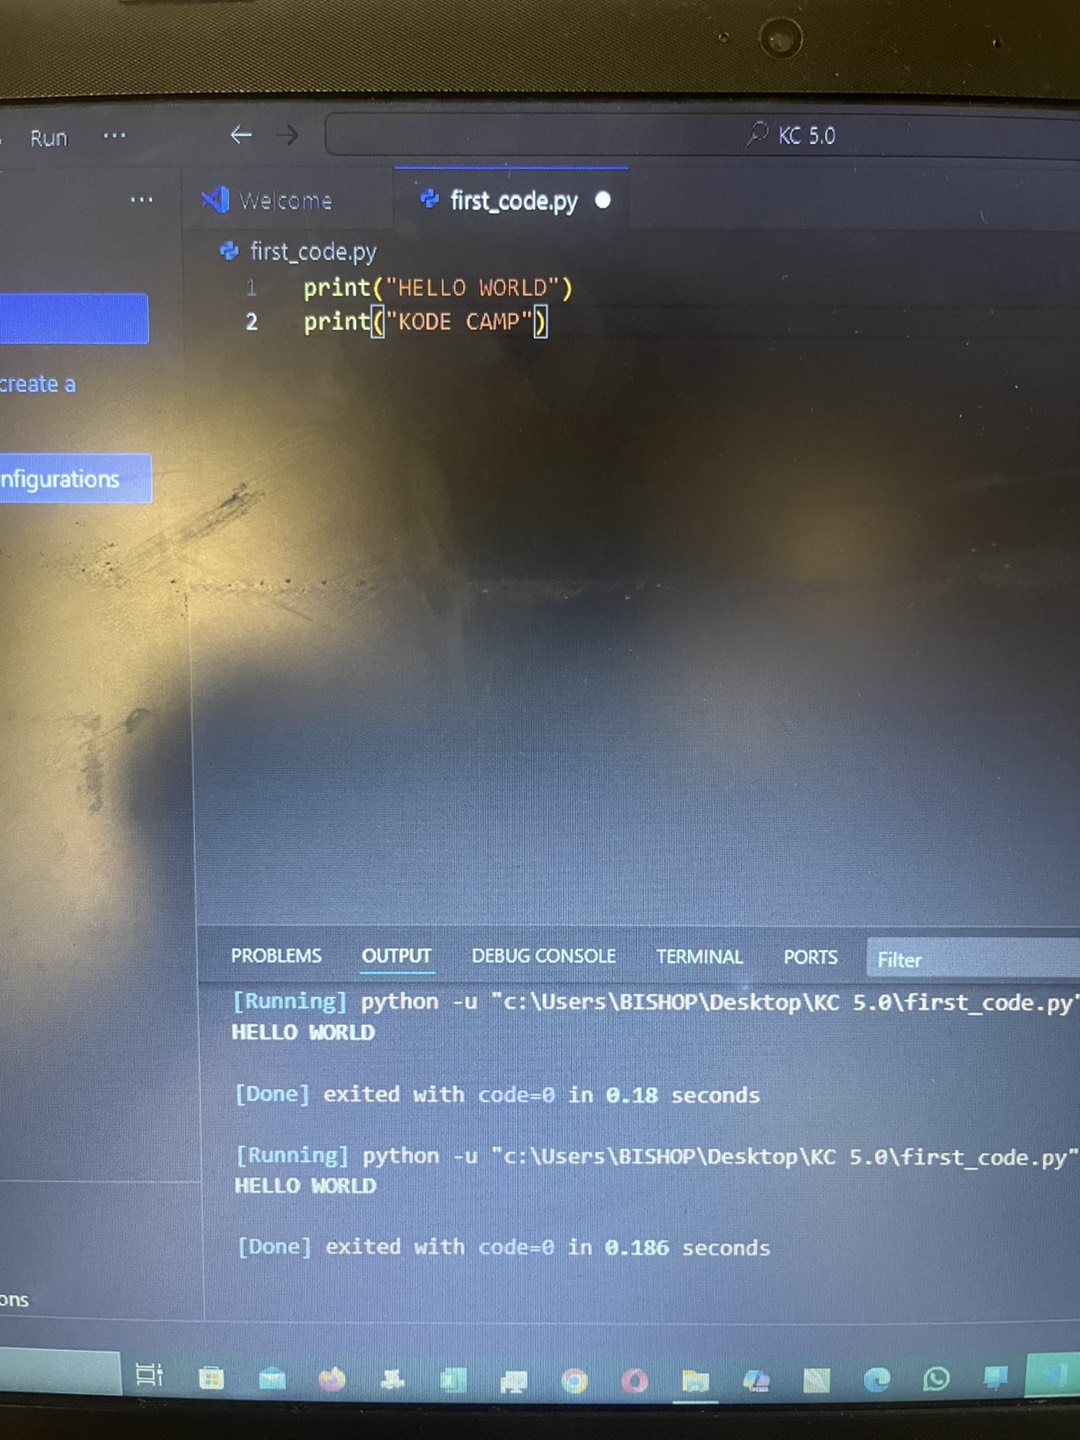 Run ··· ← → KC 5.0
···
Welcome first_code.py
first_code.py
1 print("HELLO WORLD")
2 print("KODE CAMP")
create a
nfigurations
PROBLEMS OUTPUT DEBUG CONSOLE TERMINAL PORTS Filter
[Running] python -u "c:\Users\BISHOP\Desktop\KC 5.0\first_code.py"
HELLO WORLD
[Done] exited with code=0 in 0.18 seconds
[Running] python -u "c:\Users\BISHOP\Desktop\KC 5.0\first_code.py"
HELLO WORLD
[Done] exited with code=0 in 0.186 seconds
ons